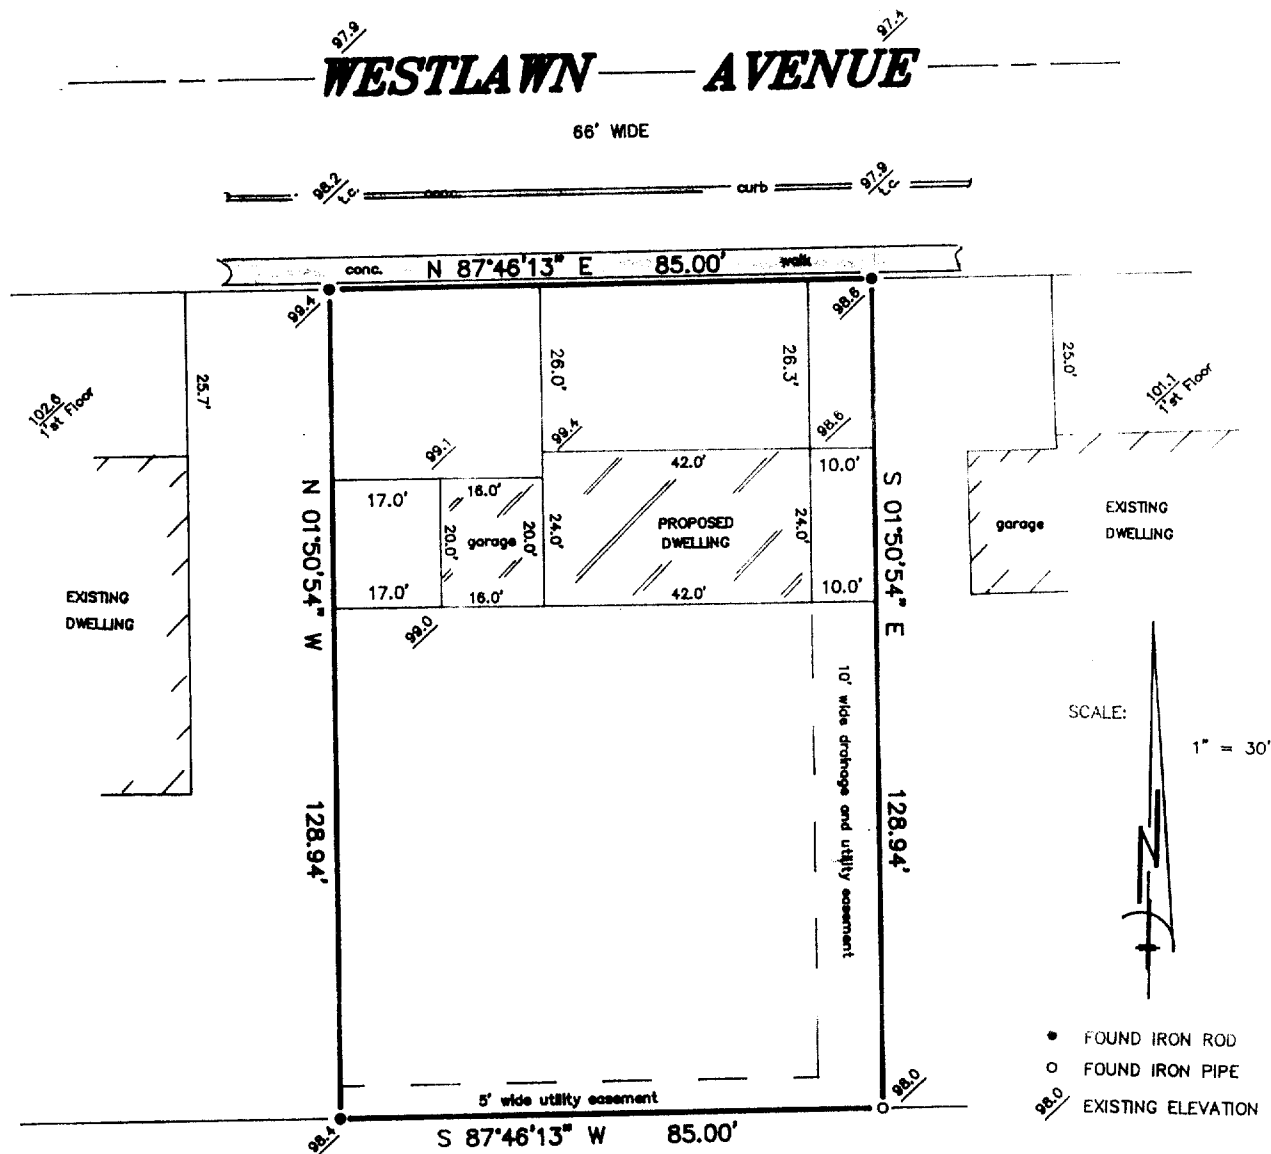 97.9
97.4
WESTLAWN AVENUE
66' WIDE
98.2 t.c.
conc.
curb
97.9 t.c.
conc. N 87°46'13" E 85.00' walk
99.4
98.6
25.7'
26.0'
26.3'
25.0'
102.6
1'st Floor
101.1
1'st Floor
99.1
99.4
98.6
42.0'
10.0'
17.0'
16.0'
N 01°50'54" W
S 01°50'54" E
20.0'
garage
20.0'
24.0'
PROPOSED
DWELLING
24.0'
garage
EXISTING
DWELLING
17.0'
16.0'
42.0'
10.0'
EXISTING
DWELLING
99.0
10' wide drainage and utility easement
SCALE:
1" = 30'
128.94'
128.94'
N
FOUND IRON ROD
FOUND IRON PIPE
98.0 EXISTING ELEVATION
98.0
5' wide utility easement
98.4
S 87°46'13" W 85.00'